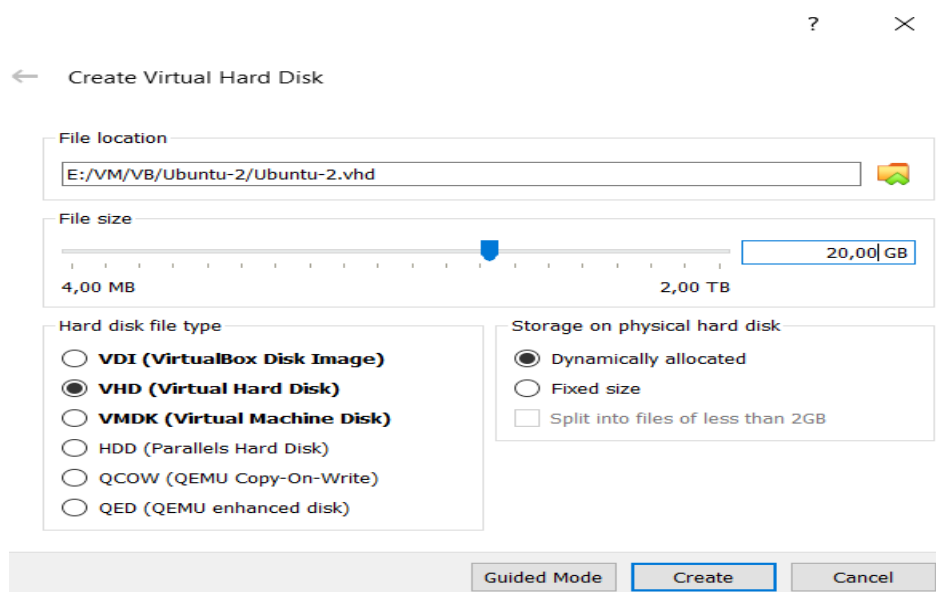 ?
Create Virtual Hard Disk
File location
E:/VM/VB/Ubuntu-2/Ubuntu-2.vhd
File size
20,00 GB
4,00 MB 2,00 TB
Hard disk file type
VDI (VirtualBox Disk Image)
VHD (Virtual Hard Disk)
VMDK (Virtual Machine Disk)
HDD (Parallels Hard Disk)
QCOW (QEMU Copy-On-Write)
QED (QEMU enhanced disk)
Storage on physical hard disk
Dynamically allocated
Fixed size
Split into files of less than 2GB
Guided Mode Create Cancel